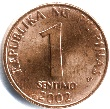 REPUBLIKA NG PILIPINAS
1
SENTIMO
2002